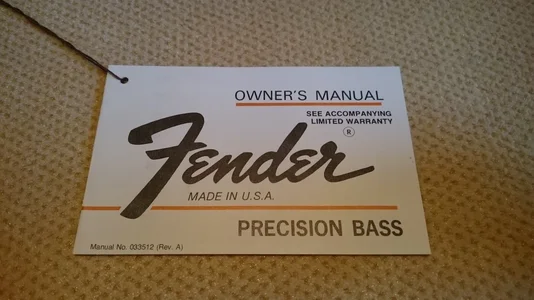 OWNER'S MANUAL
SEE ACCOMPANYING
LIMITED WARRANTY
Fender ®
MADE IN U.S.A.
PRECISION BASS
Manual No. 033512 (Rev. A)